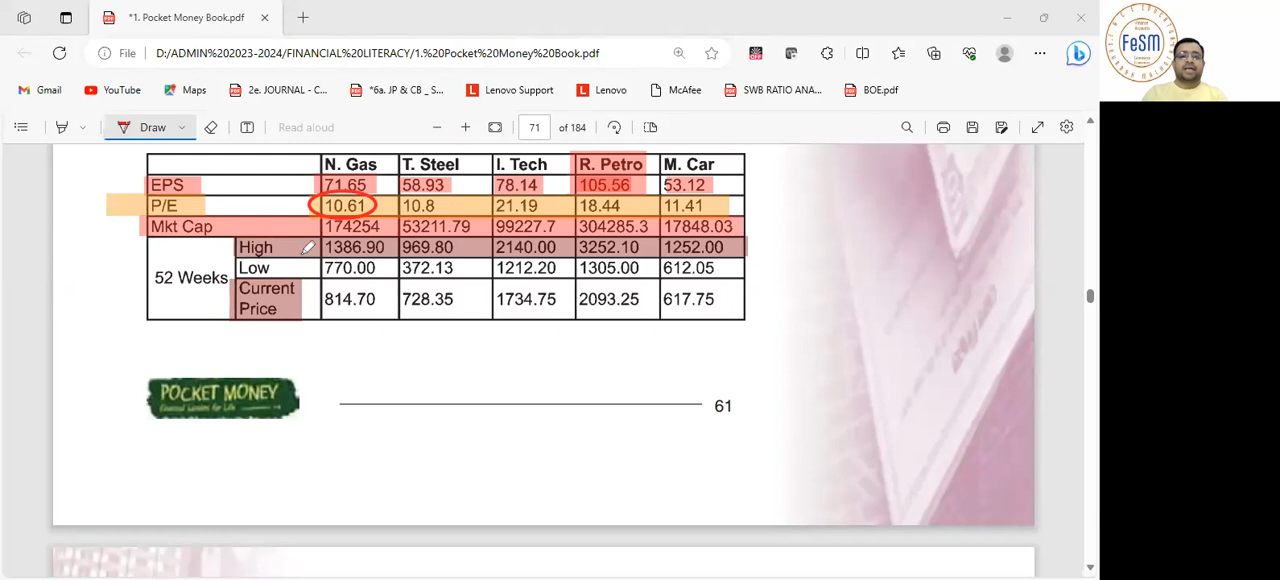 *1. Pocket Money Book.pdf
File D:/ADMIN%202023-2024/FINANCIAL%20LITERACY/1.%20Pocket%20Money%20Book.pdf
Gmail YouTube Maps 2e. JOURNAL - C... *6a. JP & CB _ S... Lenovo Support Lenovo McAfee SWB RATIO ANA... BOE.pdf
Draw Read aloud 71 of 184
N. Gas T. Steel I. Tech R. Petro M. Car
EPS 71.65 58.93 78.14 105.56 53.12
P/E 10.61 10.8 21.19 18.44 11.41
Mkt Cap 174254 53211.79 99227.7 304285.3 17848.03
52 Weeks High 1386.90 969.80 2140.00 3252.10 1252.00
Low 770.00 372.13 1212.20 1305.00 612.05
Current Price 814.70 728.35 1734.75 2093.25 617.75
POCKET MONEY
61
FeSM